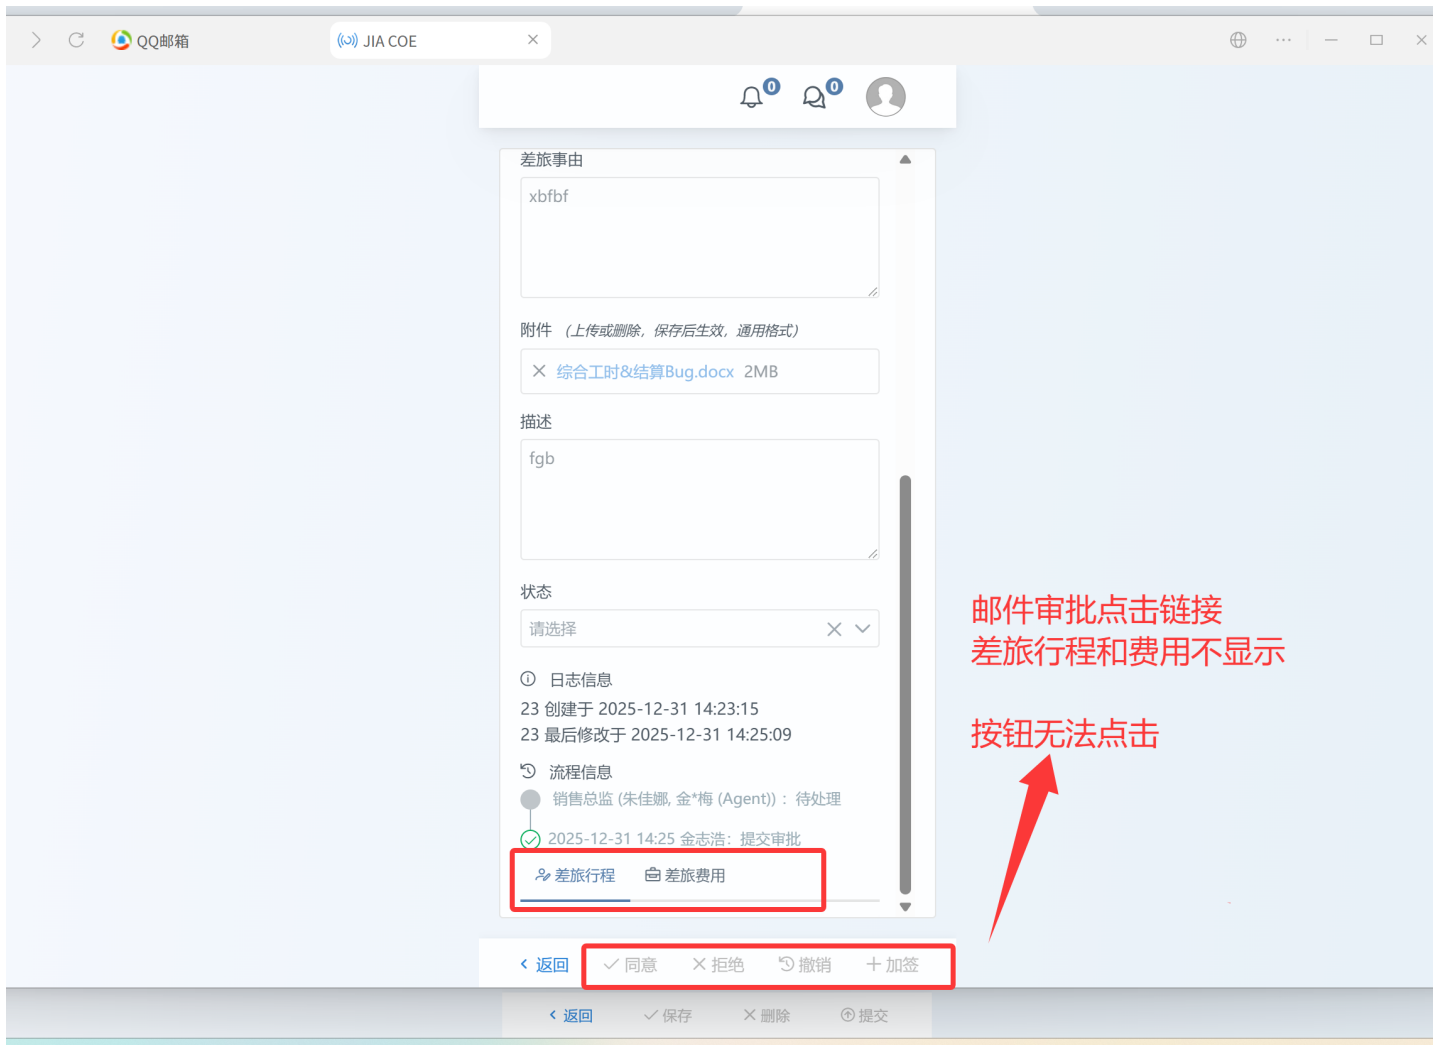 QQ邮箱
JIA COE
0
0
差旅事由
xbfbf
附件 （上传或删除，保存后生效，通用格式）
综合工时&结算Bug.docx 2MB
描述
fgb
状态
请选择
日志信息
23 创建于 2025-12-31 14:23:15
23 最后修改于 2025-12-31 14:25:09
流程信息
销售总监 (朱佳娜, 金*梅 (Agent)) ：待处理
2025-12-31 14:25 金志浩：提交审批
差旅行程 差旅费用
邮件审批点击链接
差旅行程和费用不显示
按钮无法点击
返回 同意 拒绝 撤销 加签
返回 保存 删除 提交